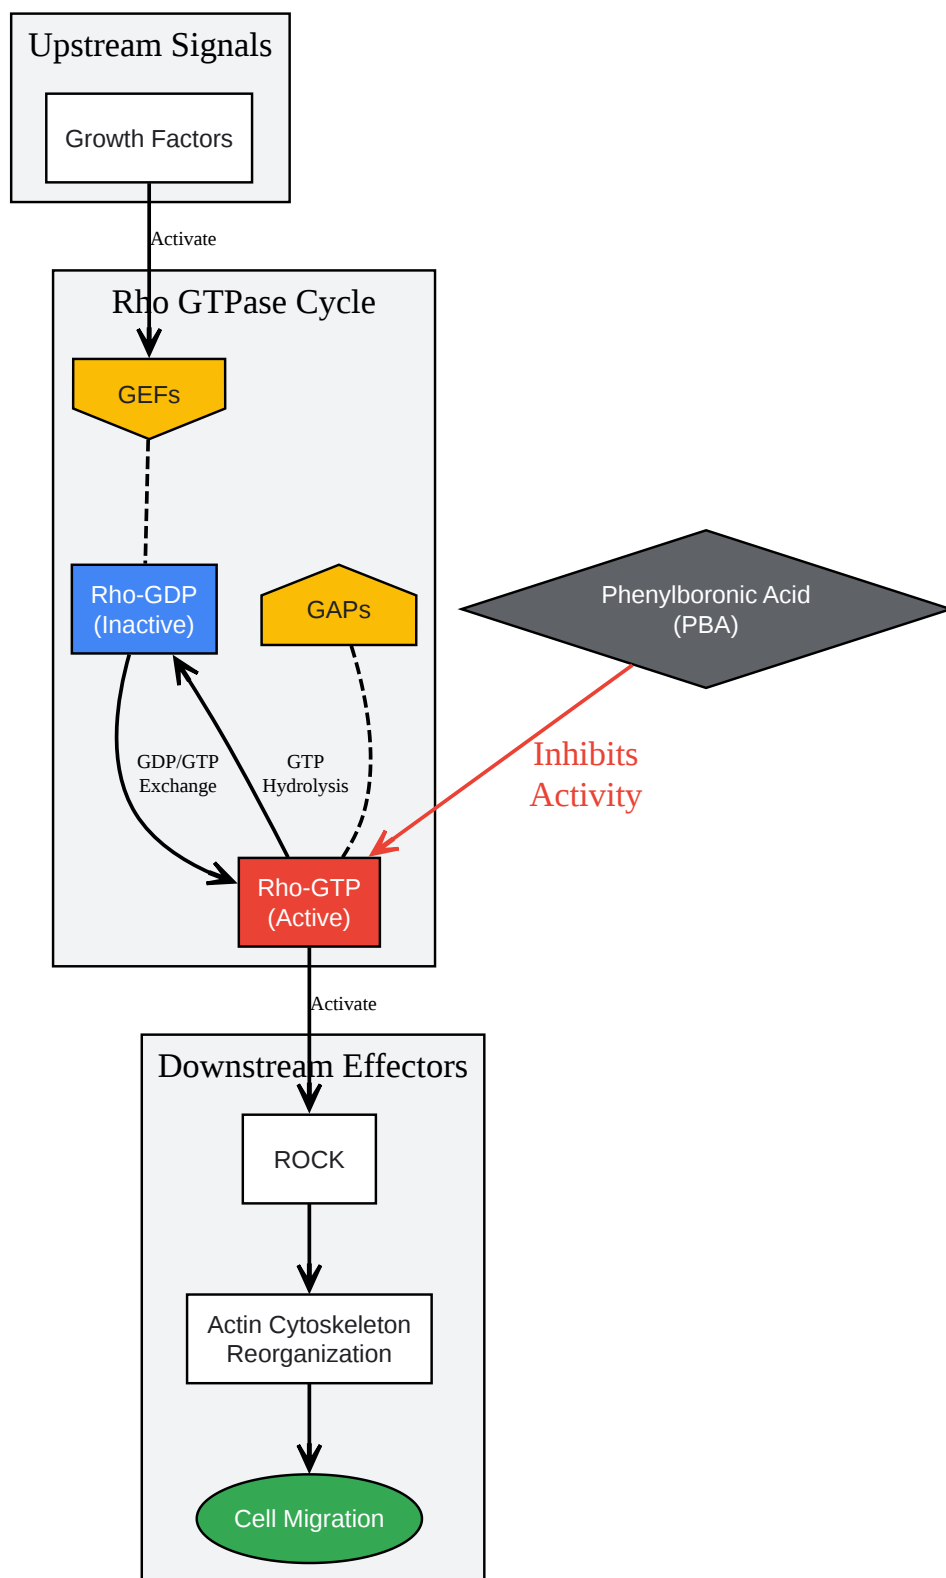 Upstream Signals
Growth Factors
Activate
Rho GTPase Cycle
GEFs
Rho-GDP
(Inactive)
GAPs
Phenylboronic Acid
(PBA)
GDP/GTP
Exchange
GTP
Hydrolysis
Inhibits
Activity
Rho-GTP
(Active)
Activate
Downstream Effectors
ROCK
Actin Cytoskeleton
Reorganization
Cell Migration